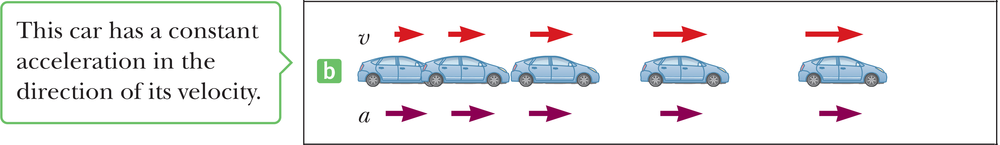 This car has a constant
acceleration in the
direction of its velocity.
v
b
a